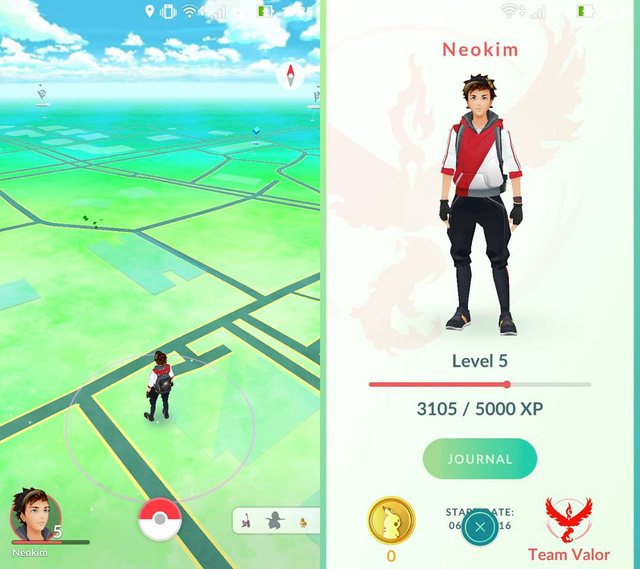 5
Neokim
Neokim
Level 5
3105 / 5000 XP
JOURNAL
0
Team Valor